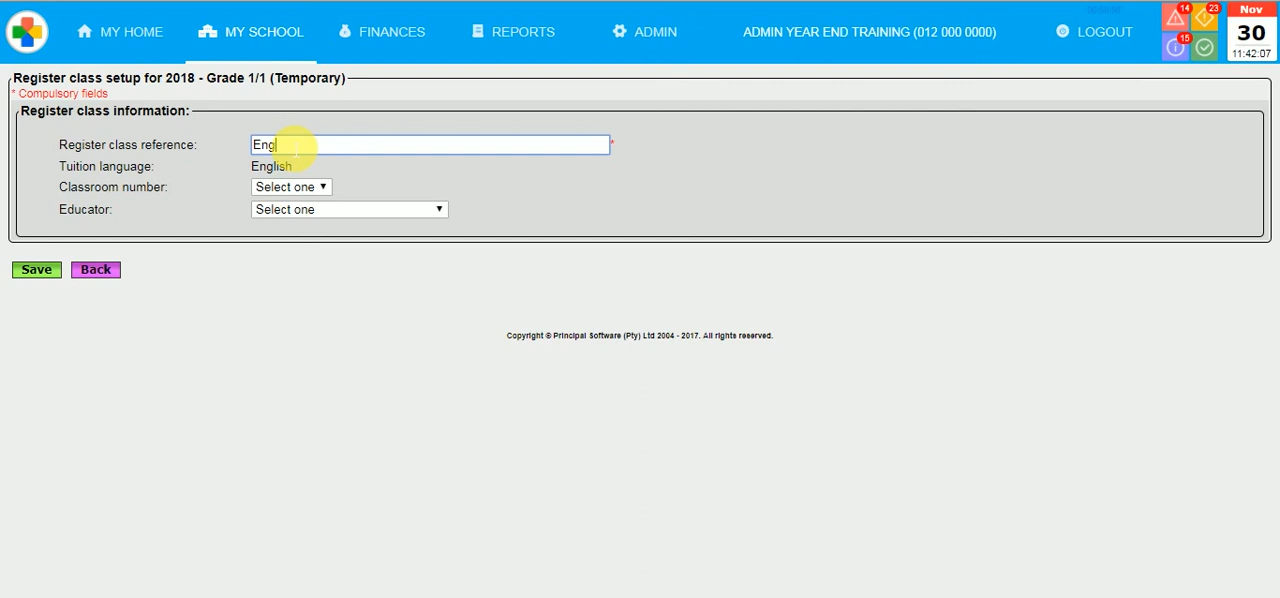 MY HOME MY SCHOOL FINANCES REPORTS ADMIN ADMIN YEAR END TRAINING (012 000 0000) LOGOUT
14 23
15
Nov
30
11:42:07
Register class setup for 2018 - Grade 1/1 (Temporary)
* Compulsory fields
Register class information:
Register class reference: Eng *
Tuition language: English
Classroom number: Select one
Educator: Select one
Save Back
Copyright © Principal Software (Pty) Ltd 2004 - 2017. All rights reserved.